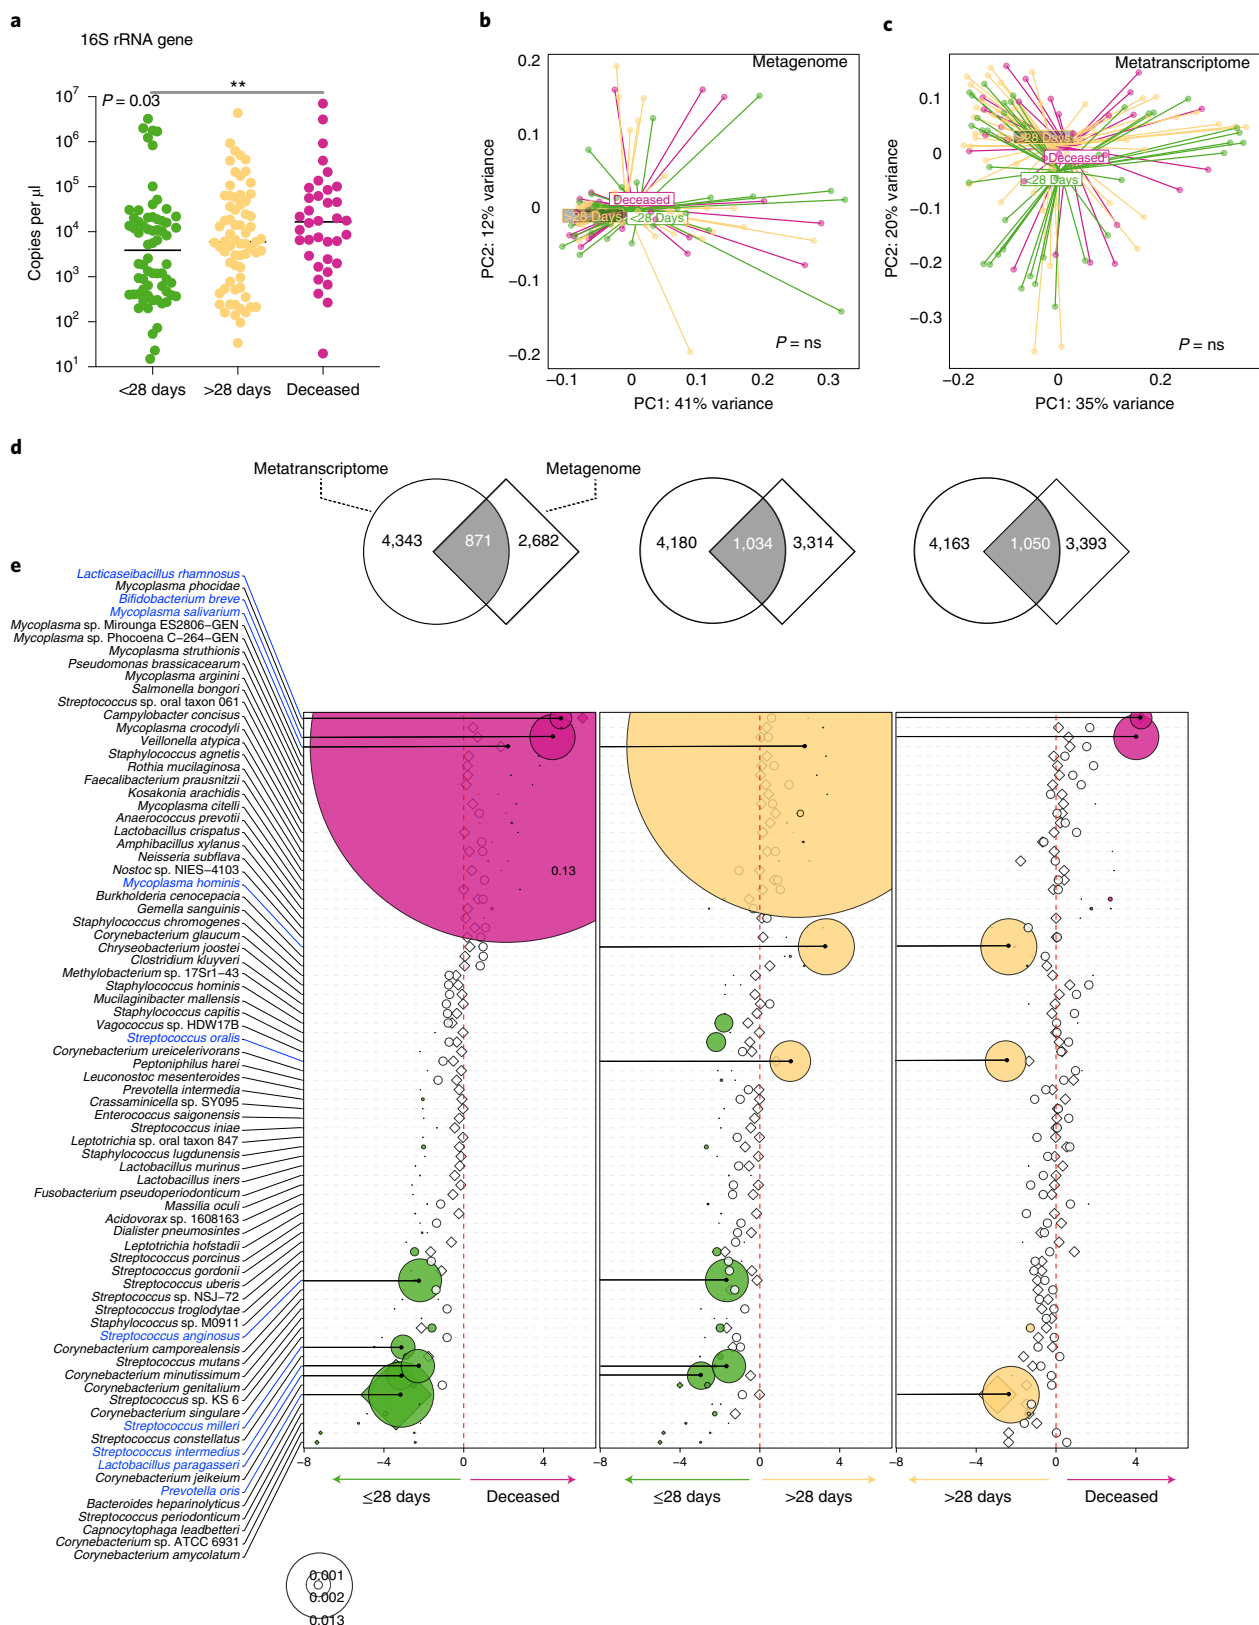 a
16S rRNA gene
**
P = 0.03
10^7
10^6
10^5
10^4
10^3
10^2
10^1
Copies per µl
<28 days
>28 days
Deceased
b
Metagenome
0.2
0.1
0
−0.1
−0.2
PC2: 12% variance
Deceased
>28 Days
<28 Days
P = ns
−0.1
0
0.1
0.2
0.3
PC1: 41% variance
c
Metatranscriptome
0.1
0
−0.1
−0.2
−0.3
PC2: 20% variance
>28 Days
Deceased
<28 Days
P = ns
−0.2
0
0.2
PC1: 35% variance
d
Metatranscriptome
Metagenome
4,343
871
2,682
4,180
1,034
3,314
4,163
1,050
3,393
e
Lacticaseibacillus rhamnosus
Mycoplasma phocidae
Bifidobacterium breve
Mycoplasma salivarium
Mycoplasma sp. Mirounga ES2806−GEN
Mycoplasma sp. Phocoena C−264−GEN
Mycoplasma struthionis
Pseudomonas brassicacearum
Mycoplasma arginini
Salmonella bongori
Streptococcus sp. oral taxon 061
Campylobacter concisus
Mycoplasma crocodyli
Veillonella atypica
Staphylococcus agnetis
Rothia mucilaginosa
Faecalibacterium prausnitzii
Kosakonia arachidis
Mycoplasma citelli
Anaerococcus prevotii
Lactobacillus crispatus
Amphibacillus xylanus
Neisseria subflava
Nostoc sp. NIES−4103
Mycoplasma hominis
Burkholderia cenocepacia
Gemella sanguinis
Staphylococcus chromogenes
Corynebacterium glaucum
Chryseobacterium joostei
Clostridium kluyveri
Methylobacterium sp. 17Sr1−43
Staphylococcus hominis
Mucilaginibacter mallensis
Staphylococcus capitis
Vagococcus sp. HDW17B
Streptococcus oralis
Corynebacterium ureicelerivorans
Peptoniphilus harei
Leuconostoc mesenteroides
Prevotella intermedia
Crassaminicella sp. SY095
Enterococcus saigonensis
Streptococcus iniae
Leptotrichia sp. oral taxon 847
Staphylococcus lugdunensis
Lactobacillus murinus
Lactobacillus iners
Fusobacterium pseudoperiodonticum
Massilia oculi
Acidovorax sp. 1608163
Dialister pneumosintes
Leptotrichia hofstadii
Streptococcus porcinus
Streptococcus gordonii
Streptococcus uberis
Streptococcus sp. NSJ−72
Streptococcus troglodytae
Staphylococcus sp. M0911
Streptococcus anginosus
Corynebacterium camporealensis
Streptococcus mutans
Corynebacterium minutissimum
Corynebacterium genitalium
Streptococcus sp. KS 6
Corynebacterium singulare
Streptococcus milleri
Streptococcus constellatus
Streptococcus intermedius
Lactobacillus paragasseri
Corynebacterium jeikeium
Prevotella oris
Bacteroides heparinolyticus
Streptococcus periodonticum
Capnocytophaga leadbetteri
Corynebacterium sp. ATCC 6931
Corynebacterium amycolatum
0.13
−8
−4
0
4
−8
−4
0
4
−8
−4
0
4
≤28 days
Deceased
≤28 days
>28 days
>28 days
Deceased
0.001
0.002
0.013